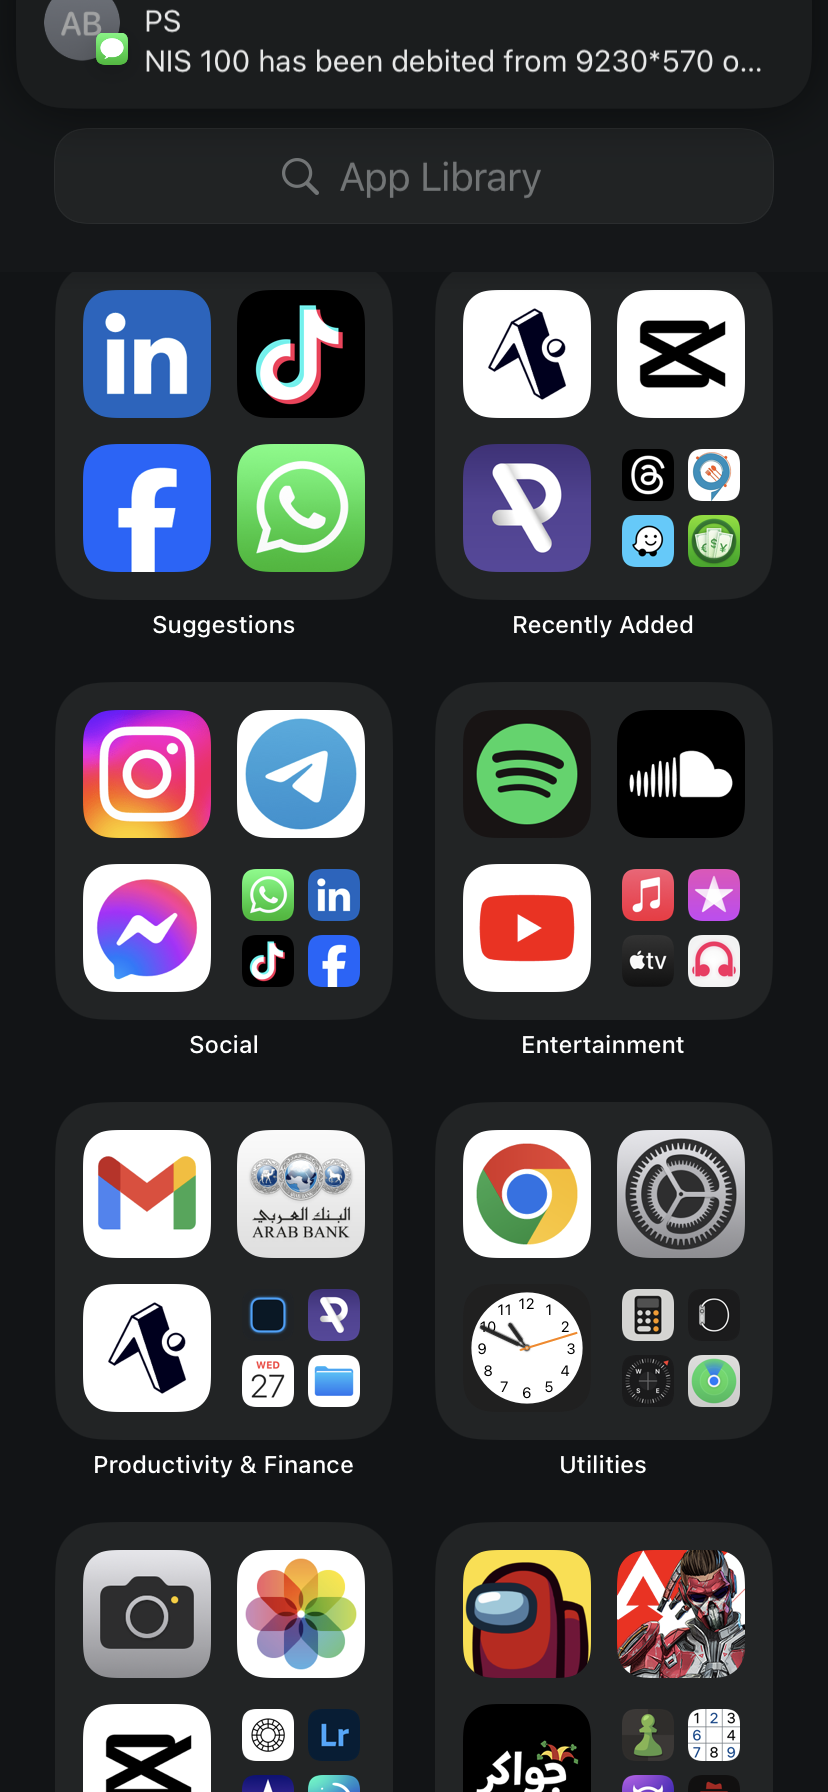 AB
PS
NIS 100 has been debited from 9230*570 o...
App Library
in
Suggestions
Recently Added
in
tv
Social
Entertainment
البنك العربي
ARAB BANK
WED
27
12
1
2
3
4
5
6
7
8
9
10
11
W N
S E
Productivity & Finance
Utilities
Lr
جواكر
1 2 3
6 4
7 8 9